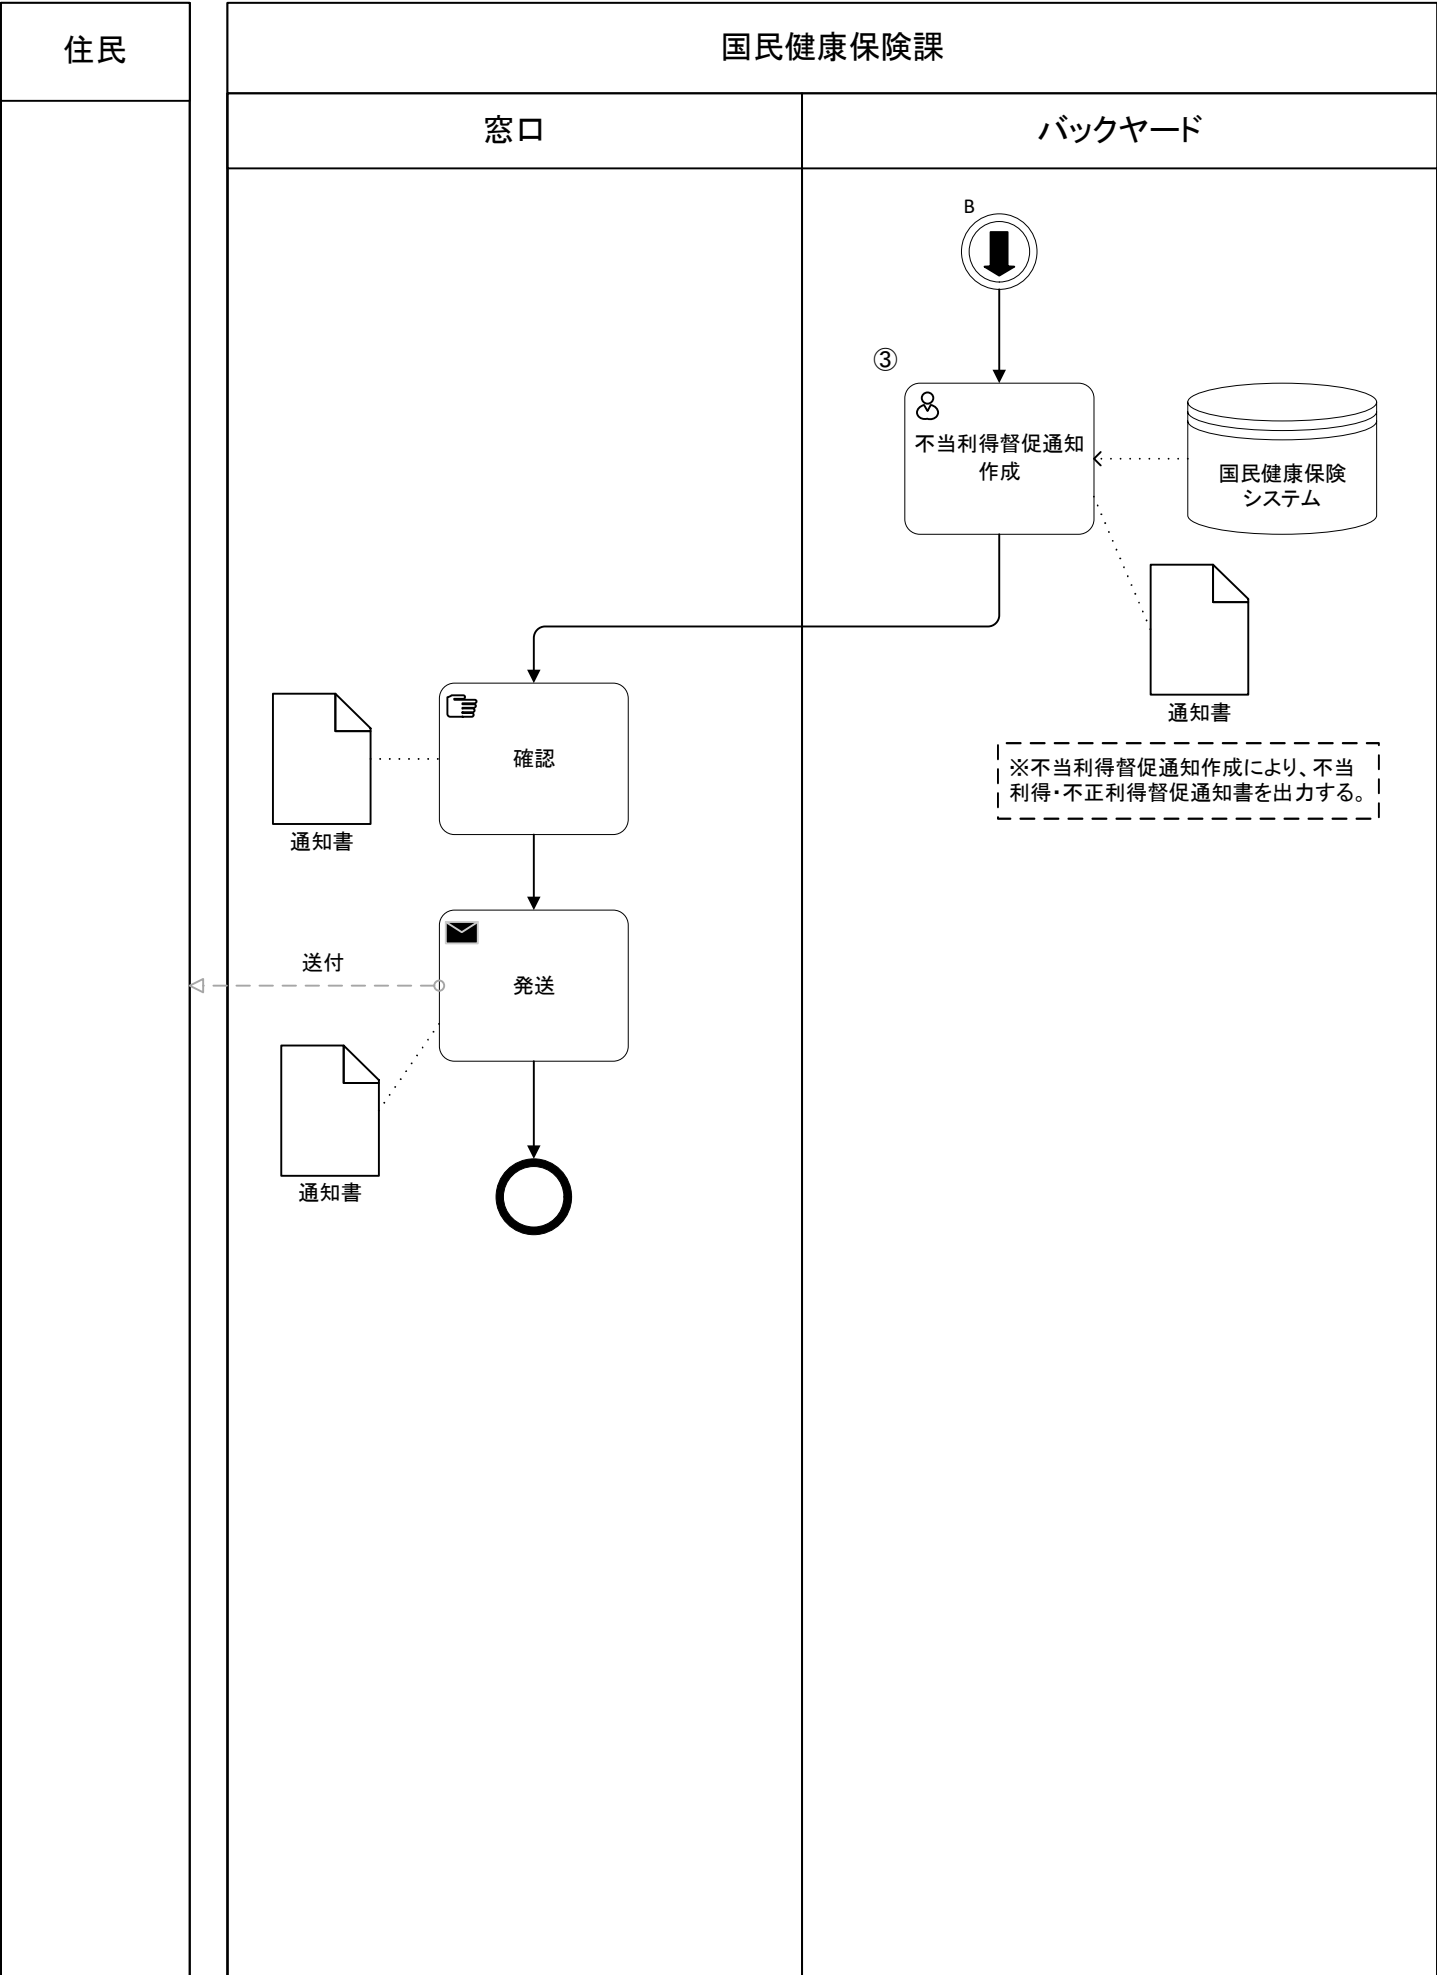 住民
国民健康保険課
窓口
バックヤード
B
③
不当利得督促通知
作成
国民健康保険
システム
通知書
※不当利得督促通知作成により、不当
利得・不正利得督促通知書を出力する。
確認
通知書
送付
発送
通知書